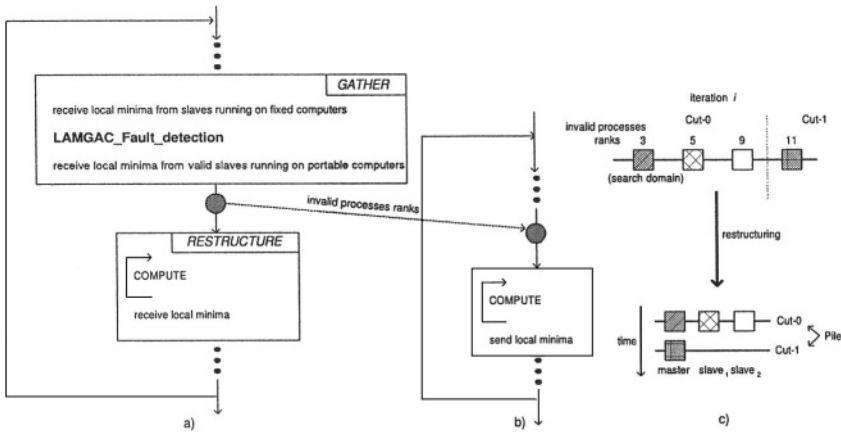 GATHER
receive local minima from slaves running on fixed computers
LAMGAC_Fault_detection
receive local minima from valid slaves running on portable computers
invalid processes ranks
RESTRUCTURE
COMPUTE
receive local minima
a)
COMPUTE
send local minima
b)
iteration i
Cut-0 Cut-1
invalid processes
ranks 3 5 9 11
(search domain)
restructuring
time
Cut-0
Cut-1
Pile
master slave 1 slave 2
c)